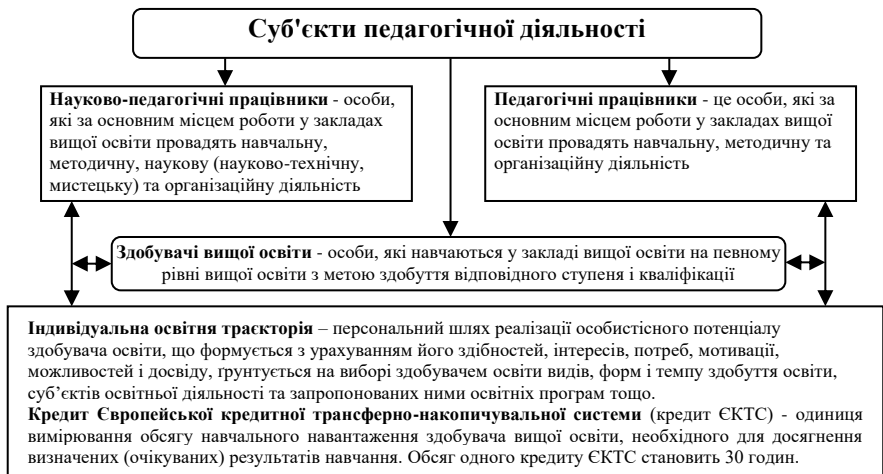 Суб'єкти педагогічної діяльності
Науково-педагогічні працівники - особи,
які за основним місцем роботи у закладах
вищої освіти провадять навчальну,
методичну, наукову (науково-технічну,
мистецьку) та організаційну діяльність
Педагогічні працівники - це особи, які за
основним місцем роботи у закладах вищої
освіти провадять навчальну, методичну та
організаційну діяльність
Здобувачі вищої освіти - особи, які навчаються у закладі вищої освіти на певному
рівні вищої освіти з метою здобуття відповідного ступеня і кваліфікації
Індивідуальна освітня траєкторія – персональний шлях реалізації особистісного потенціалу
здобувача освіти, що формується з урахуванням його здібностей, інтересів, потреб, мотивації,
можливостей і досвіду, ґрунтується на виборі здобувачем освіти видів, форм і темпу здобуття освіти,
суб’єктів освітньої діяльності та запропонованих ними освітніх програм тощо.
Кредит Європейської кредитної трансферно-накопичувальної системи (кредит ЄКТС) - одиниця
вимірювання обсягу навчального навантаження здобувача вищої освіти, необхідного для досягнення
визначених (очікуваних) результатів навчання. Обсяг одного кредиту ЄКТС становить 30 годин.